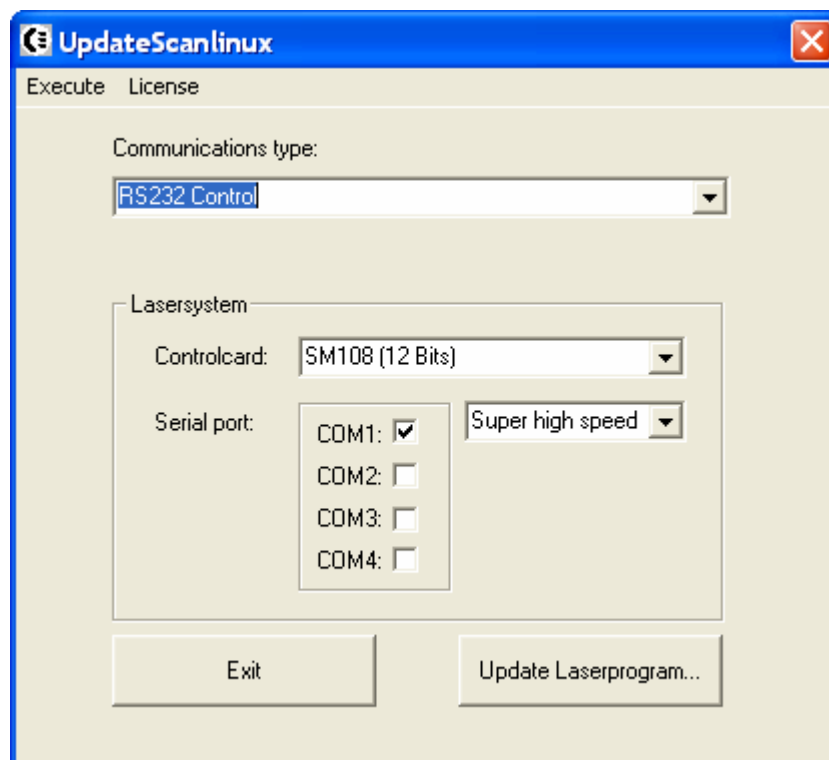 UpdateScanlinux
Execute License
Communications type:
RS232 Control
Lasersystem
Controlcard: SM108 (12 Bits)
Serial port: COM1: Super high speed
COM2:
COM3:
COM4:
Exit Update Laserprogram...